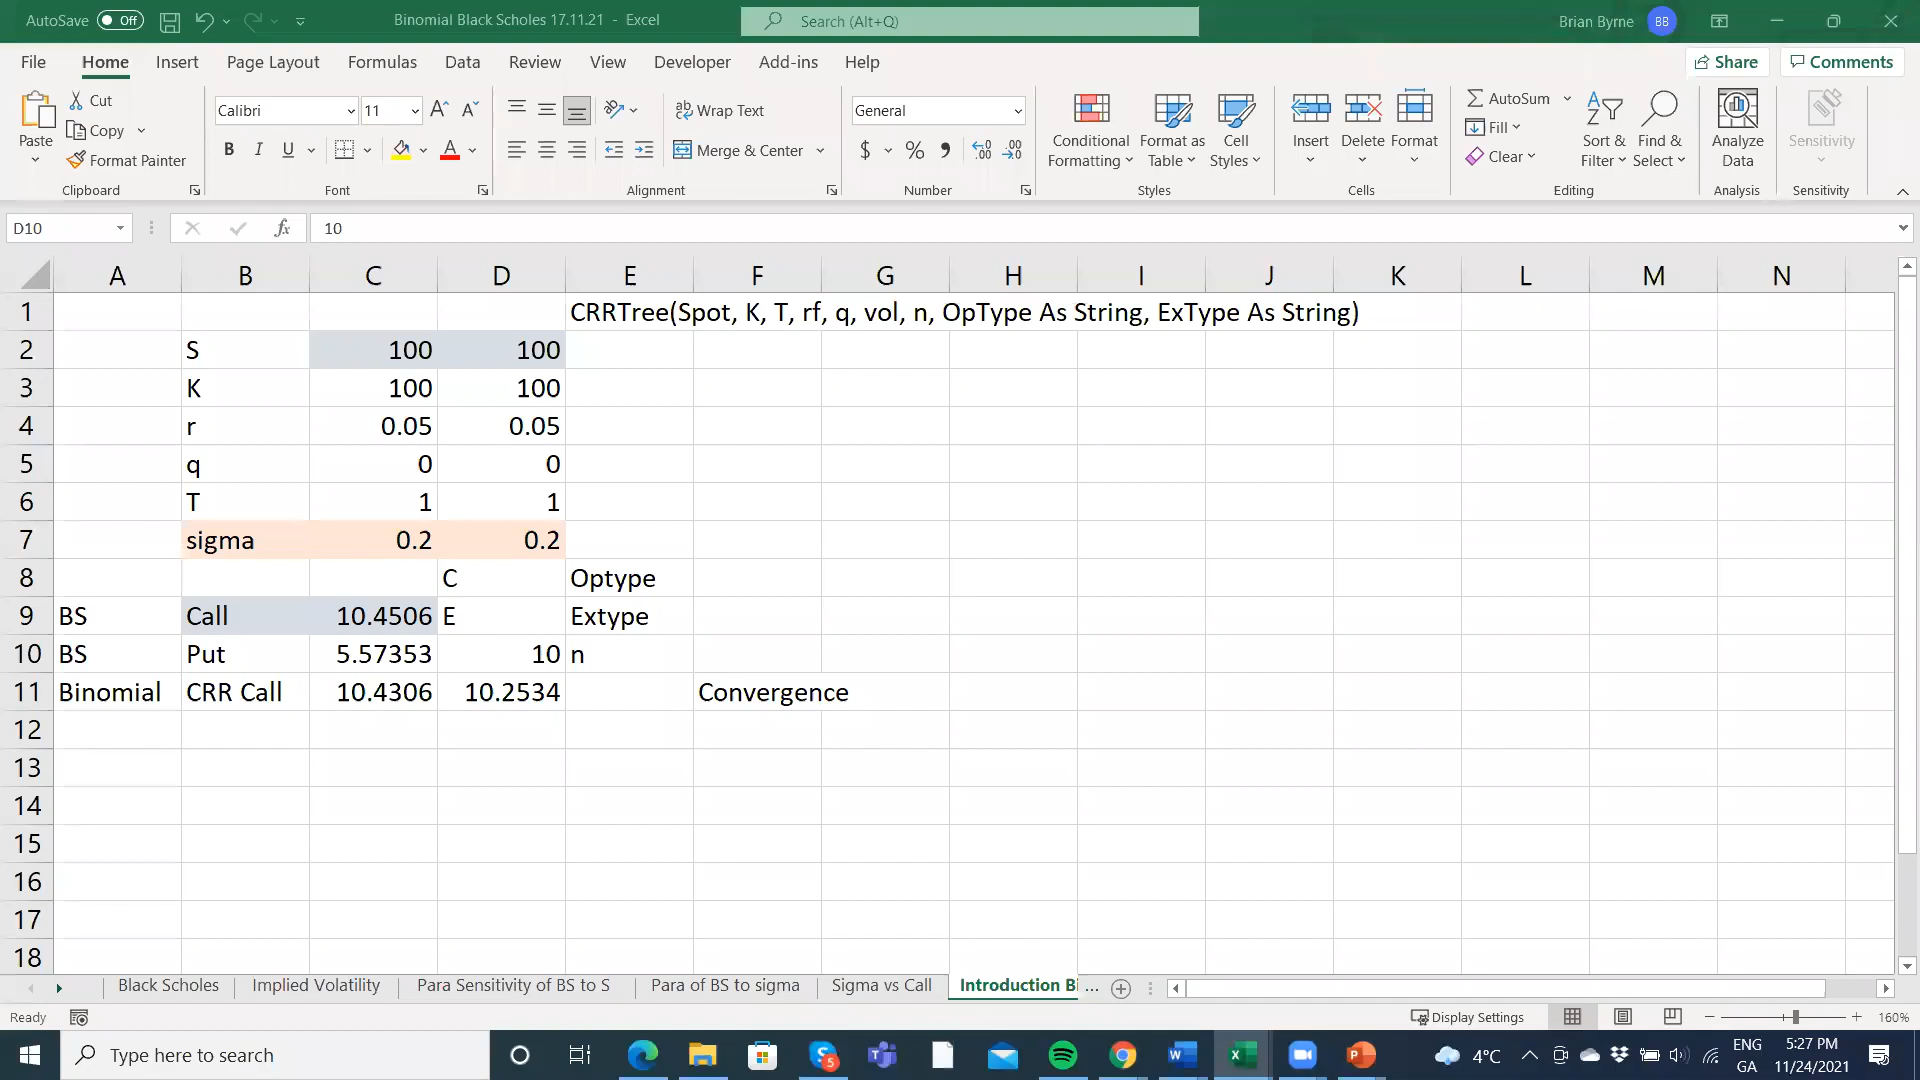 AutoSave Off Binomial Black Scholes 17.11.21 - Excel Search (Alt+Q) Brian Byrne BB
File Home Insert Page Layout Formulas Data Review View Developer Add-ins Help Share Comments
Paste Cut Copy Format Painter Clipboard
Calibri 11 B I U A A A Font
ab Wrap Text Merge & Center Alignment
General $ % 9 .00 .0 Number
Conditional Formatting Format as Table Cell Styles Styles
Insert Delete Format Cells
AutoSum Fill Clear Sort & Filter Find & Select Editing
Analyze Data Analysis
Sensitivity Sensitivity
D10 fx 10
A B C D E F G H I J K L M N
1 CRRTree(Spot, K, T, rf, q, vol, n, OpType As String, ExType As String)
2 S 100 100
3 K 100 100
4 r 0.05 0.05
5 q 0 0
6 T 1 1
7 sigma 0.2 0.2
8 C Optype
9 BS Call 10.4506 E Extype
10 BS Put 5.57353 10 n
11 Binomial CRR Call 10.4306 10.2534 Convergence
12
13
14
15
16
17
18
Black Scholes Implied Volatility Para Sensitivity of BS to S Para of BS to sigma Sigma vs Call Introduction Bi ...
Ready Display Settings 160%
Type here to search 4°C ENG GA 5:27 PM 11/24/2021